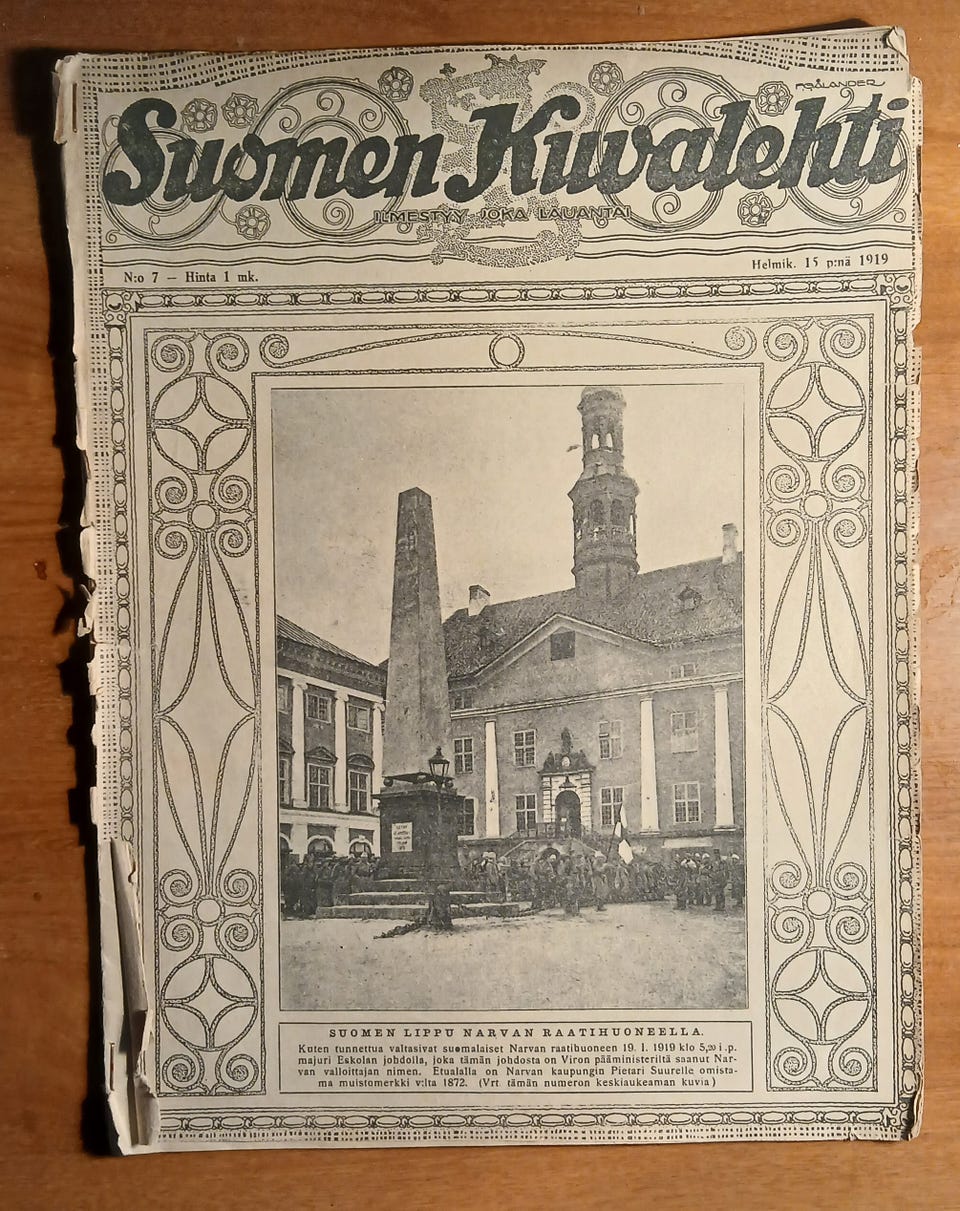 P. SÅLANDER
Suomen Kuvalehti
ILMESTYY JOKA LAUANTAI
N:o 7 — Hinta 1 mk.
Helmik. 15 p:nä 1919
SUOMEN LIPPU NARVAN RAATIHUONEELLA.
Kuten tunnettua valtasivat suomalaiset Narvan raatihuoneen 19. 1. 1919 klo 5,20 i.p.
majuri Eskolan johdolla, joka tämän johdosta on Viron pääministeriltä saanut Nar-
van valloittajan nimen. Etualalla on Narvan kaupungin Pietari Suurelle omista-
ma muistomerkki v:lta 1872. (Vrt. tämän numeron keskiaukeaman kuvia)